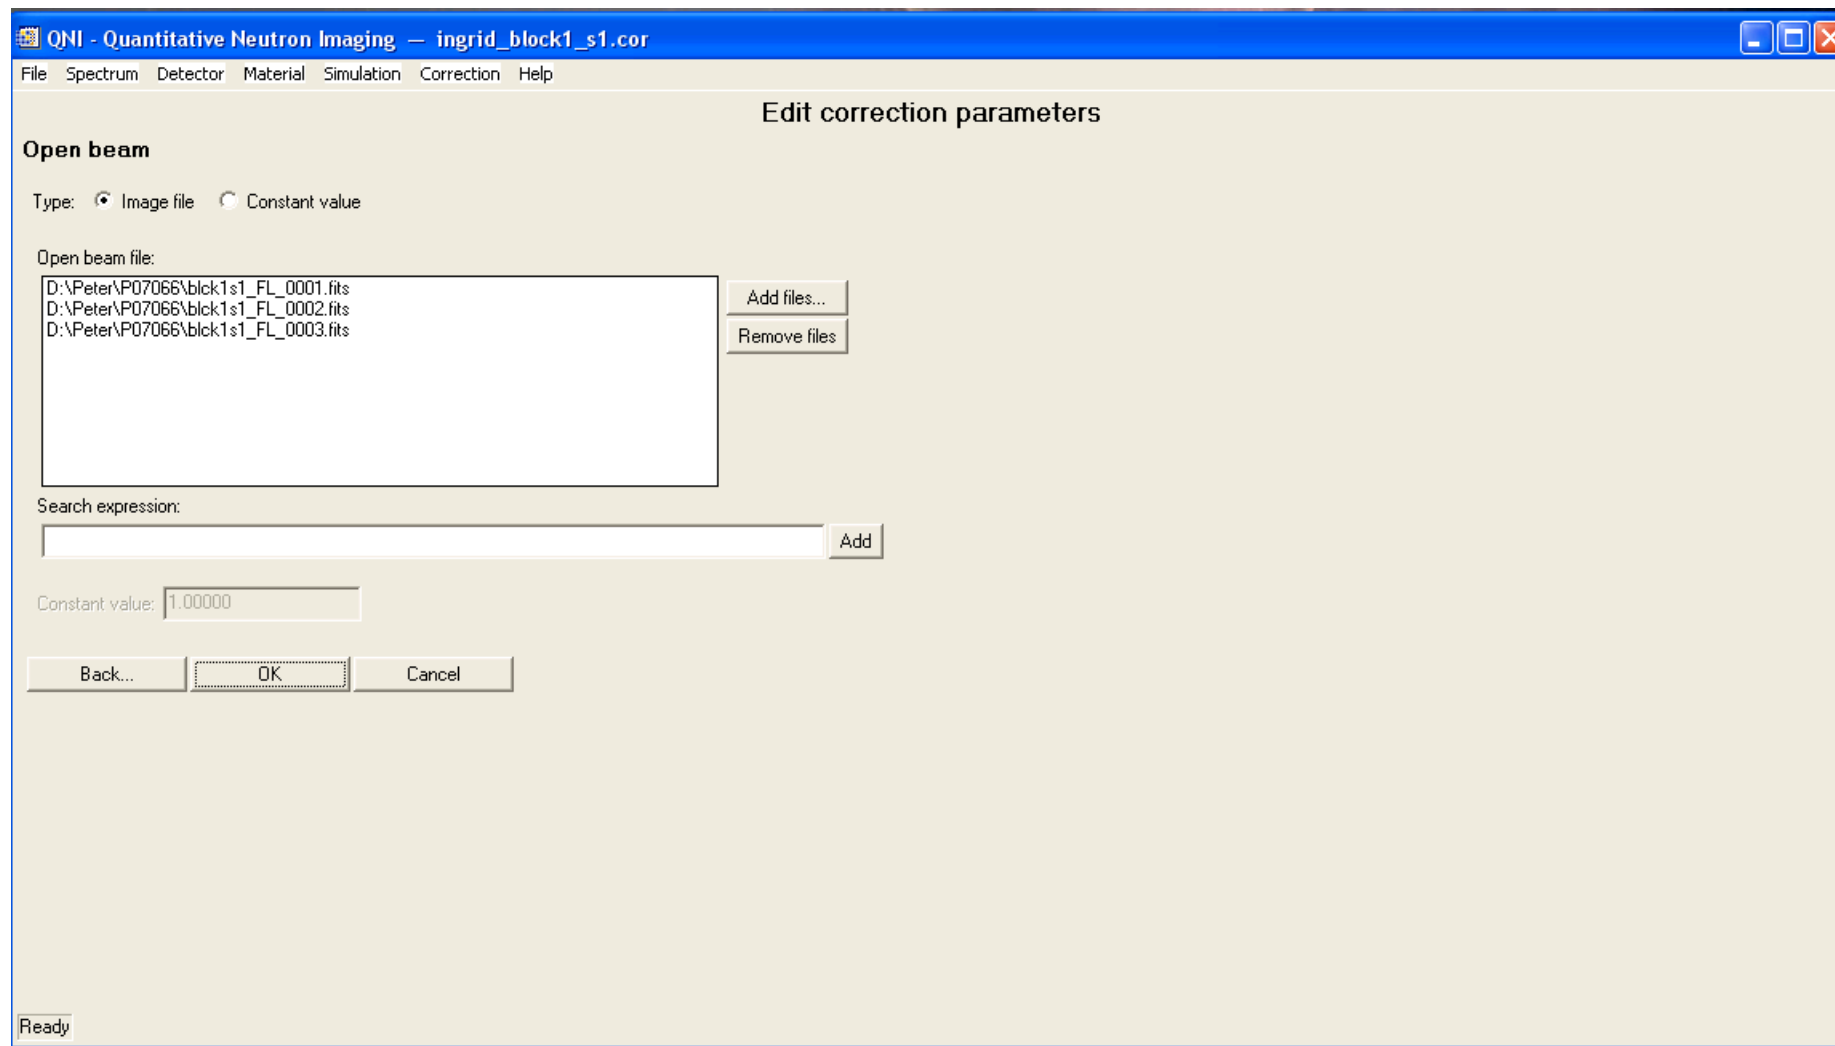 QNI - Quantitative Neutron Imaging — ingrid_block1_s1.cor
File Spectrum Detector Material Simulation Correction Help
Edit correction parameters
Open beam
Type: Image file Constant value
Open beam file:
D:\Peter\P07066\blck1s1_FL_0001.fits
D:\Peter\P07066\blck1s1_FL_0002.fits
D:\Peter\P07066\blck1s1_FL_0003.fits
Add files...
Remove files
Search expression:
Add
Constant value: 1.00000
Back... OK Cancel
Ready